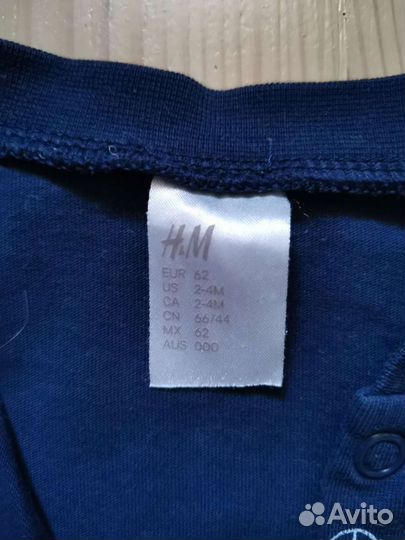 H&M
EUR 62
US 2-4M
CA 2-4M
CN 66/44
MX 62
AUS 000
Avito